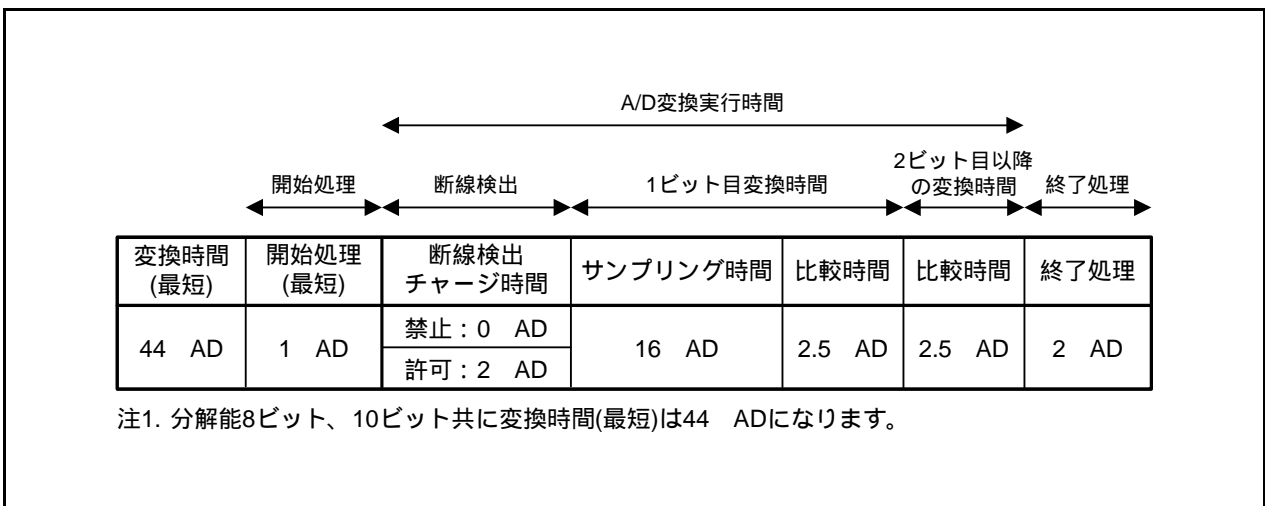 A/D変換実行時間
開始処理
断線検出
1ビット目変換時間
2ビット目以降
の変換時間
終了処理
変換時間
(最短)
開始処理
(最短)
断線検出
チャージ時間
サンプリング時間
比較時間
比較時間
終了処理
44 AD
1 AD
禁止：0 AD
許可：2 AD
16 AD
2.5 AD
2.5 AD
2 AD
注1. 分解能8ビット、10ビット共に変換時間(最短)は44 ADになります。